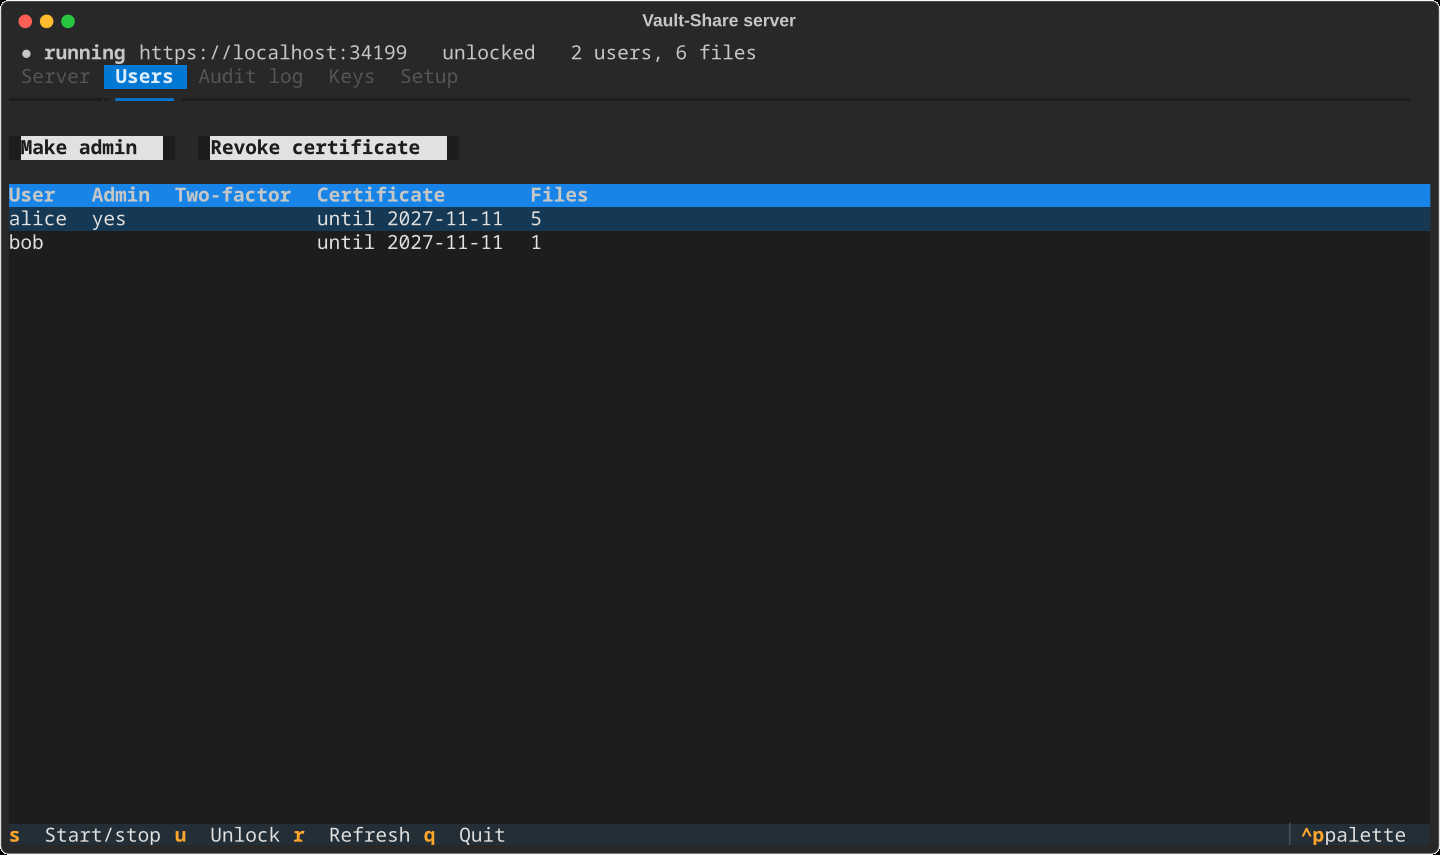 Vault-Share server
● running https://localhost:34199 unlocked 2 users, 6 files
Server Users Audit log Keys Setup
Make admin Revoke certificate
User Admin Two-factor Certificate Files
alice yes until 2027-11-11 5
bob until 2027-11-11 1
s Start/stop u Unlock r Refresh q Quit ^ppalette